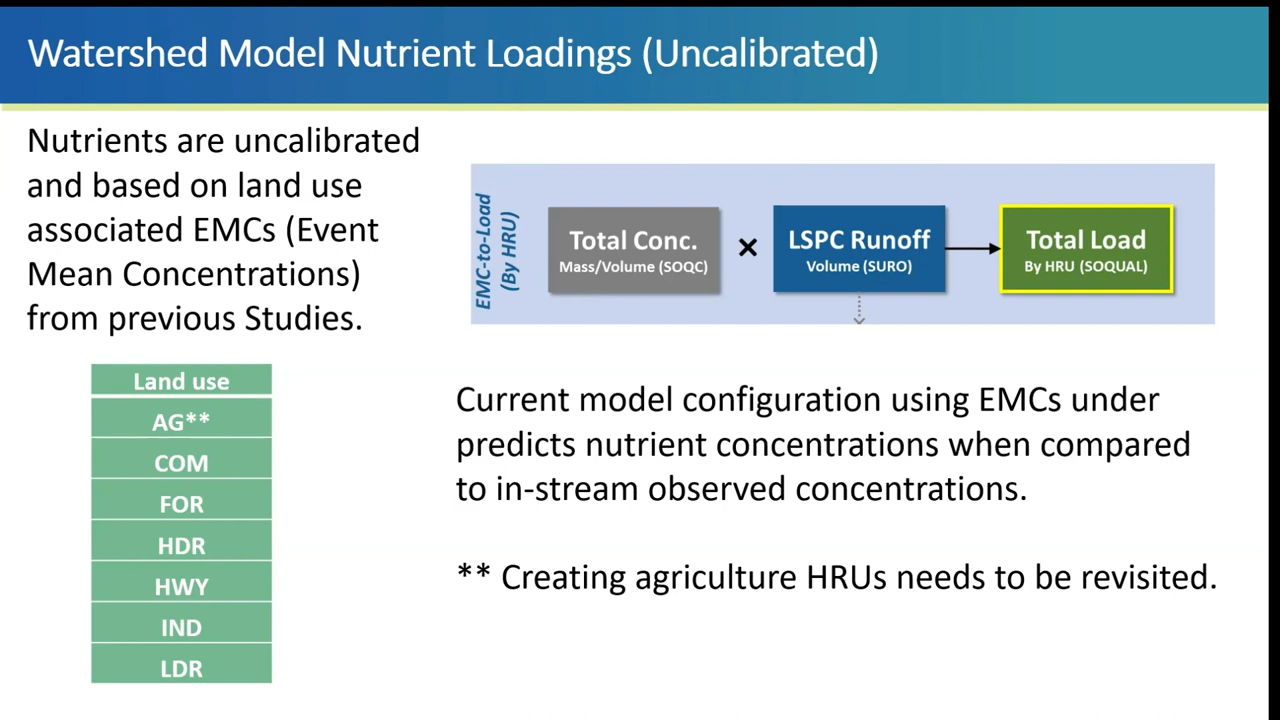 Watershed Model Nutrient Loadings (Uncalibrated)
Nutrients are uncalibrated
and based on land use
associated EMCs (Event
Mean Concentrations)
from previous Studies.
EMC-to-Load
(By HRU)
Total Conc.
Mass/Volume (SOQC)
×
LSPC Runoff
Volume (SURO)
Total Load
By HRU (SOQUAL)
Land use
AG**
COM
FOR
HDR
HWY
IND
LDR
Current model configuration using EMCs under
predicts nutrient concentrations when compared
to in-stream observed concentrations.
** Creating agriculture HRUs needs to be revisited.